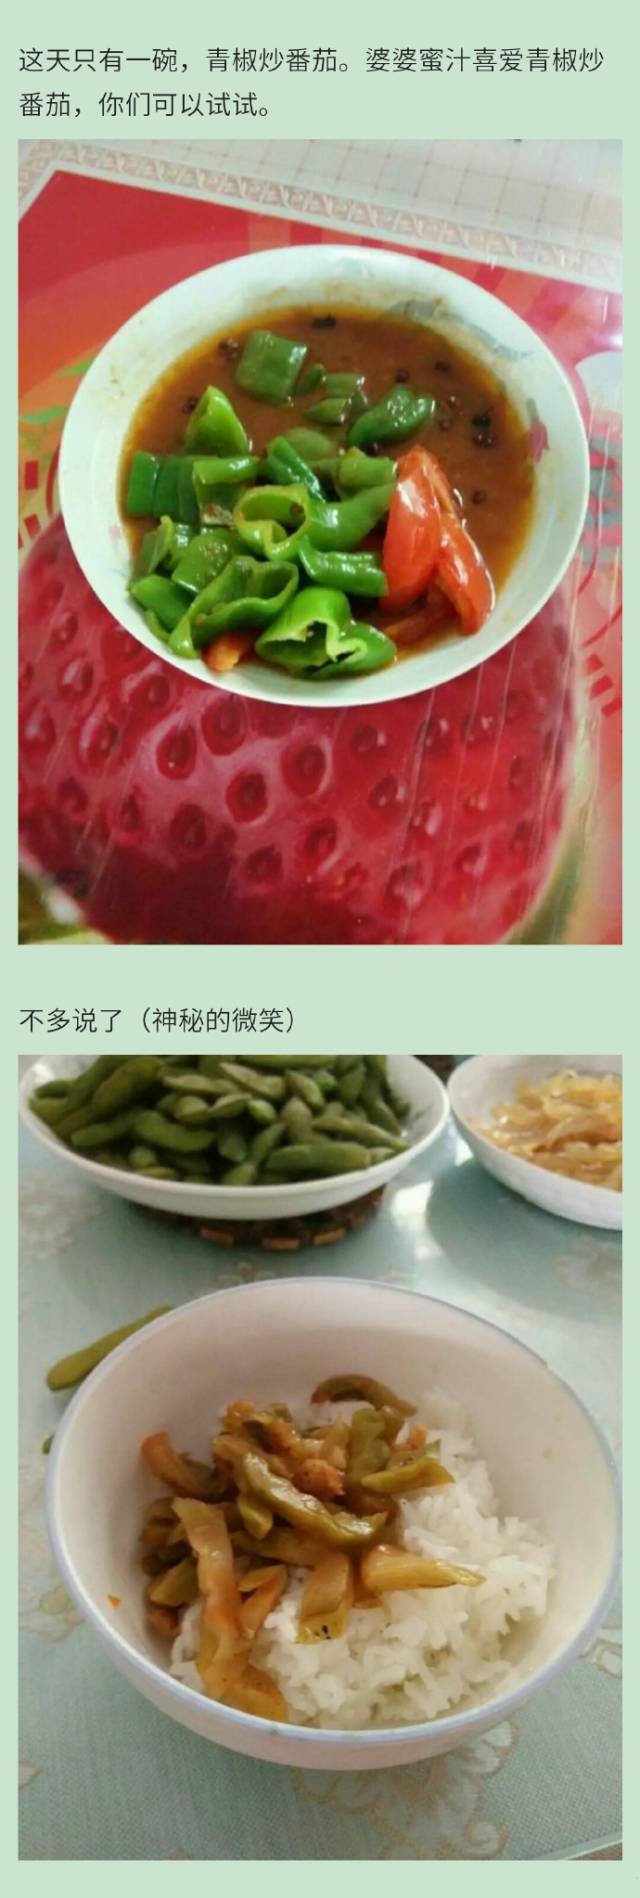 这天只有一碗，青椒炒番茄。婆婆蜜汁喜爱青椒炒
番茄，你们可以试试。
不多说了（神秘的微笑）